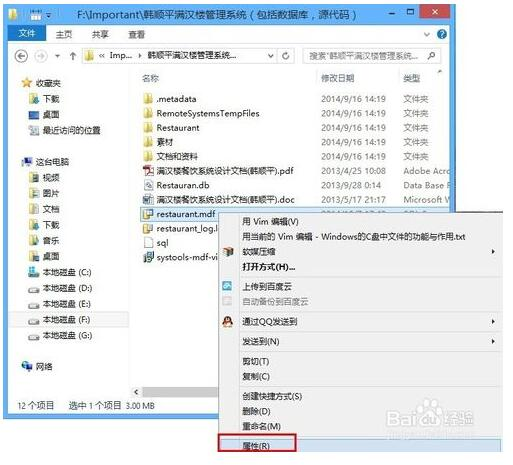 F:\Important\韩顺平满汉楼管理系统（包括数据库，源代码）
文件 主页 共享 查看
« Imp... ▸ 韩顺平满汉楼管理系统... 搜索"韩顺平满汉楼管理系统...
名称 修改日期 类型
收藏夹
下载
桌面
最近访问的位置
这台电脑
视频
图片
文档
下载
音乐
桌面
本地磁盘 (C:)
本地磁盘 (D:)
本地磁盘 (E:)
本地磁盘 (F:)
本地磁盘 (G:)
网络
.metadata 2014/9/16 14:19 文件夹
RemoteSystemsTempFiles 2014/9/16 14:19 文件夹
Restaurant 2014/9/16 14:19 文件夹
素材 2014/9/16 14:19 文件夹
文档和资料 2014/9/16 14:19 文件夹
满汉楼餐饮系统设计文档(韩顺平).pdf 2013/4/25 10:08 Adobe Acrob
Restauran.db 2013/9/28 0:14 Data Base F
满汉楼餐饮系统设计文档(韩顺平).doc 2013/5/17 21:17 Microsoft W
restaurant.mdf
restaurant_log.l
sql
systools-mdf-vi
用 Vim 编辑(V)
用当前的 Vim 编辑 - Windows的C盘中文件的功能与作用.txt
软媒压缩
打开方式(H)...
上传到百度云
自动备份到百度云
通过QQ发送到
发送到(N)
剪切(T)
复制(C)
创建快捷方式(S)
删除(D)
重命名(M)
属性(R)
12 个项目 选中 1 个项目 3.00 MB
Bai 经验